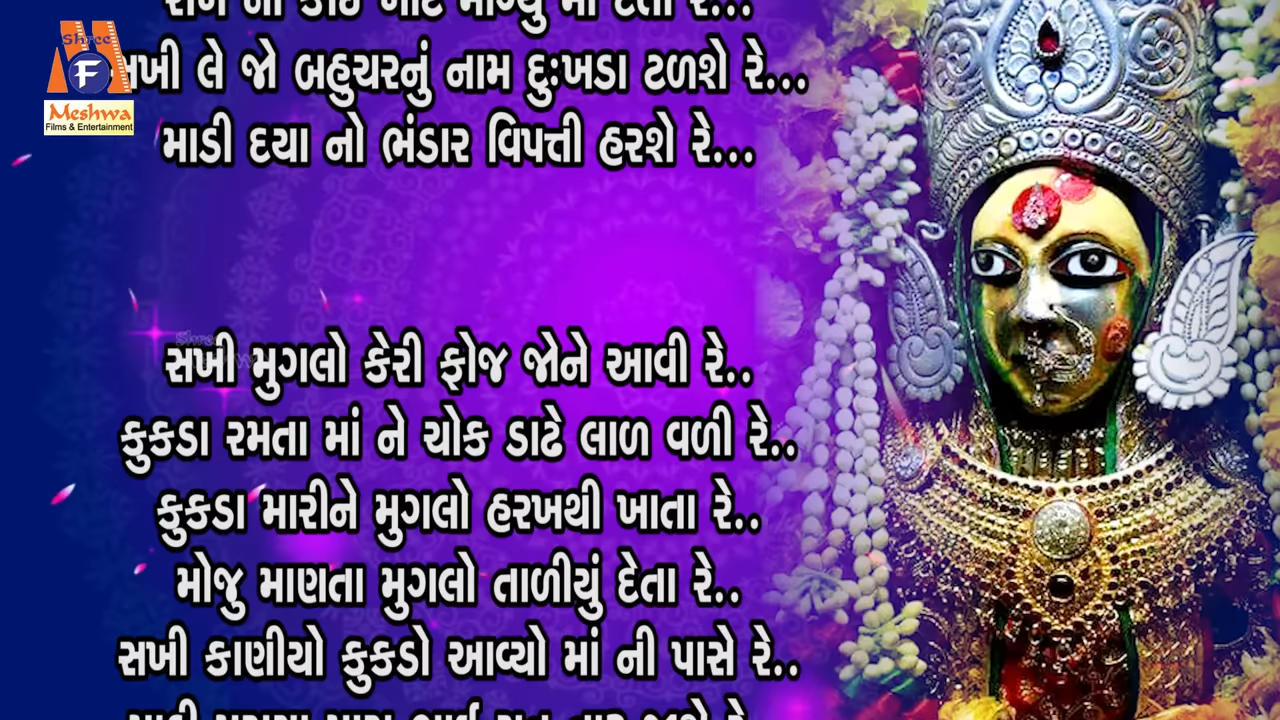 Shree
Meshwa
Films & Entertainment
સખી લે જો બહુચરનું નામ દુઃખડા ટળશે રે...
માડી દયા નો ભંડાર વિપત્તી હરશે રે...
સખી મુગલો કેરી ફોજ જોને આવી રે..
કુકડા રમતા માં ને ચોક ડાઢે લાળ વળી રે..
કુકડા મારીને મુગલો હરખથી ખાતા રે..
મોજુ માણતા મુગલો તાળીયું દેતા રે..
સખી કાણીયો કુકડો આવ્યો માં ની પાસે રે..